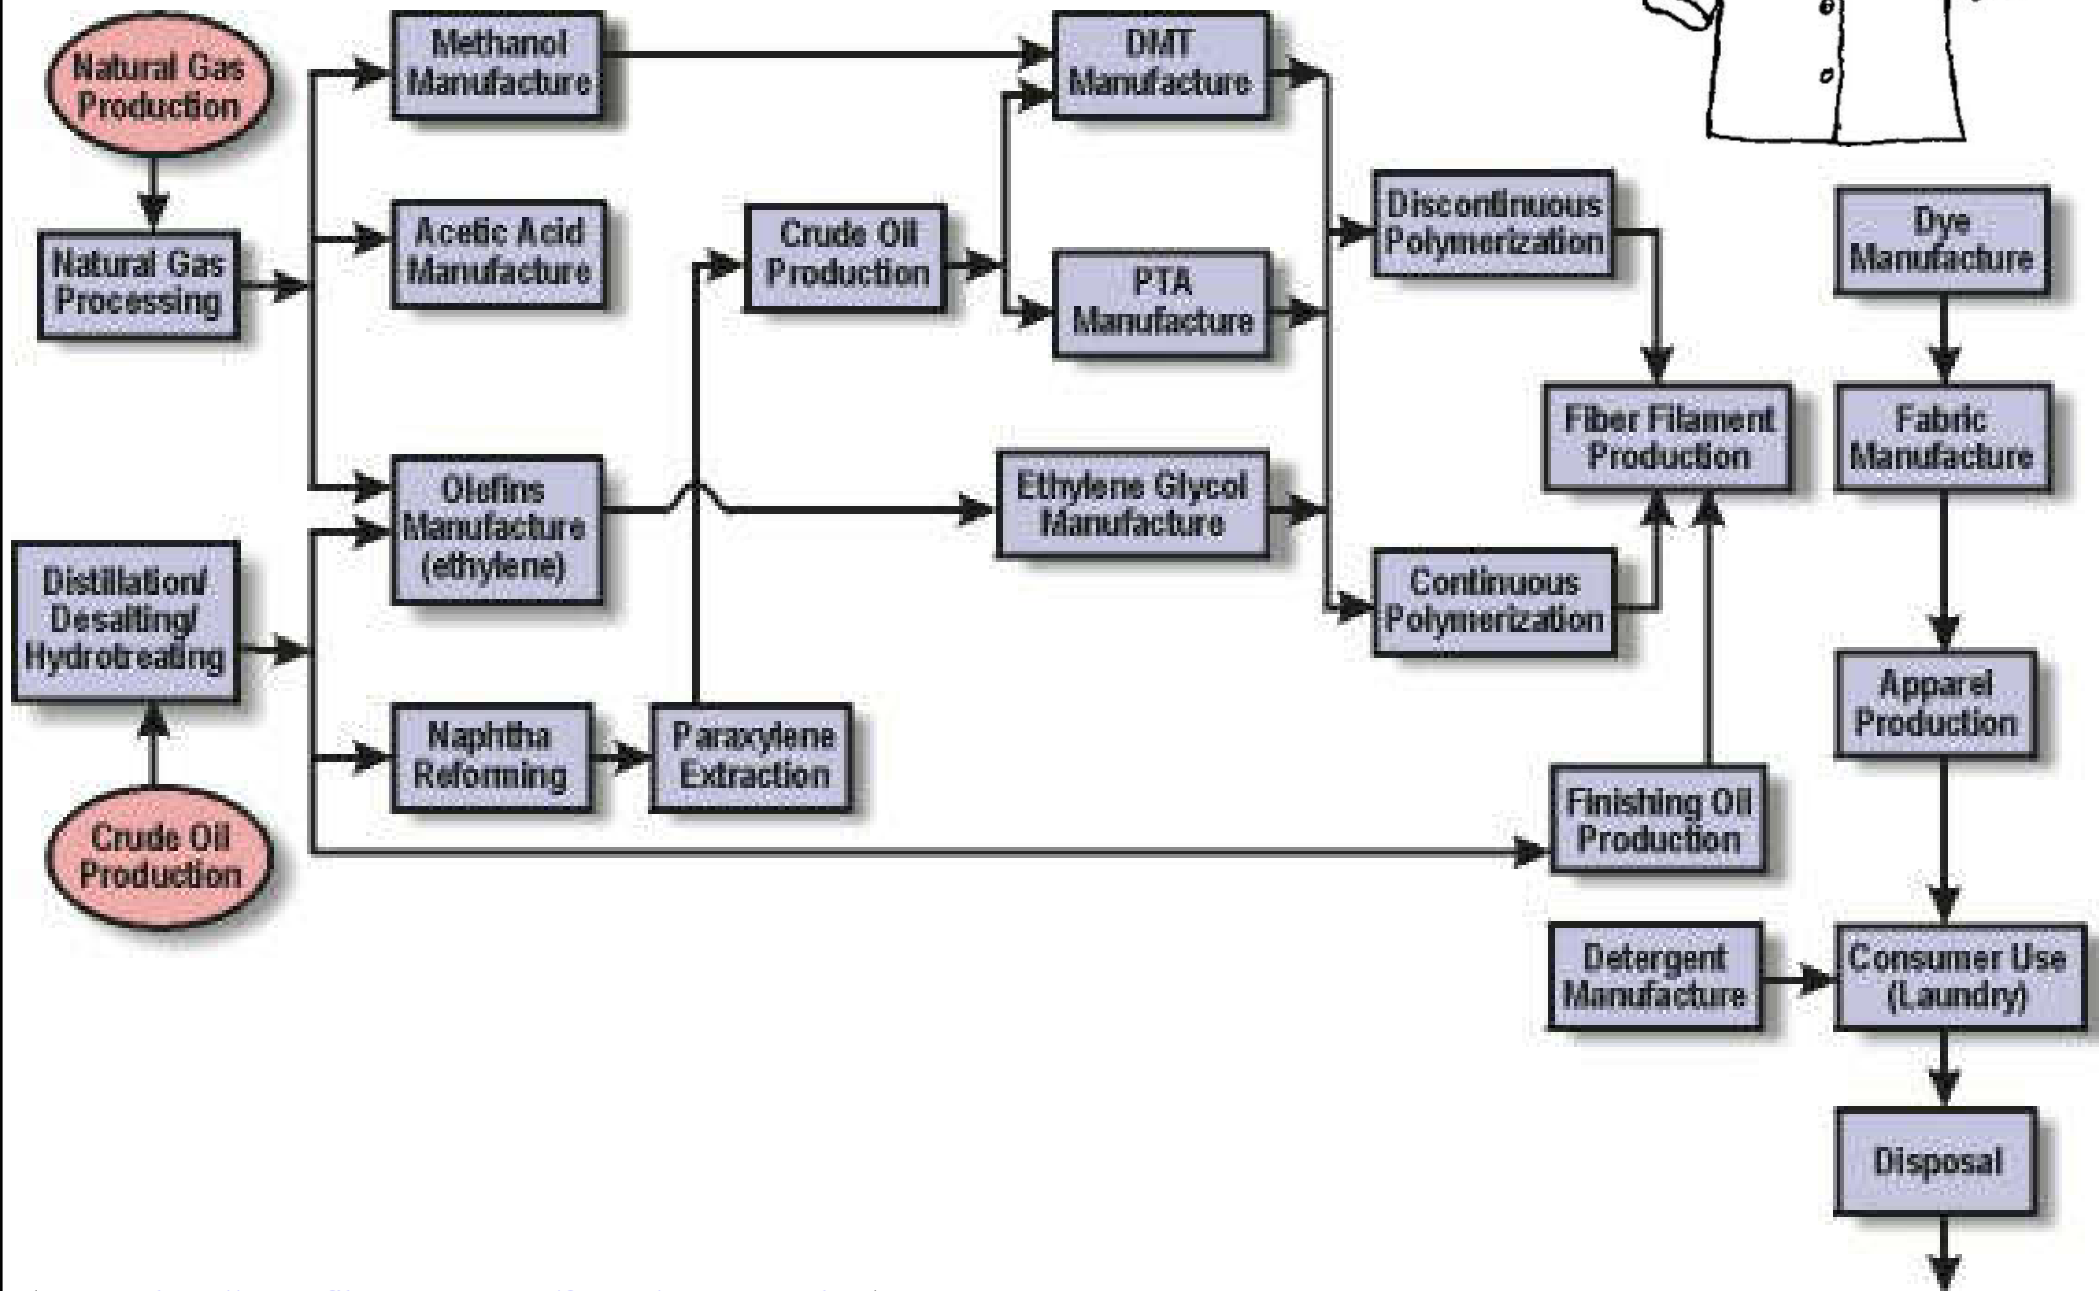 Natural Gas
Production
Methanol
Manufacture
DMT
Manufacture
Natural Gas
Processing
Acetic Acid
Manufacture
Crude Oil
Production
PTA
Manufacture
Discontinuous
Polymerization
Dye
Manufacture
Fiber Filament
Production
Fabric
Manufacture
Olefins
Manufacture
(ethylene)
Ethylene Glycol
Manufacture
Distillation/
Desalting/
Hydrotreating
Continuous
Polymerization
Apparel
Production
Naphtha
Reforming
Paraxylene
Extraction
Crude Oil
Production
Finishing Oil
Production
Detergent
Manufacture
Consumer Use
(Laundry)
Disposal